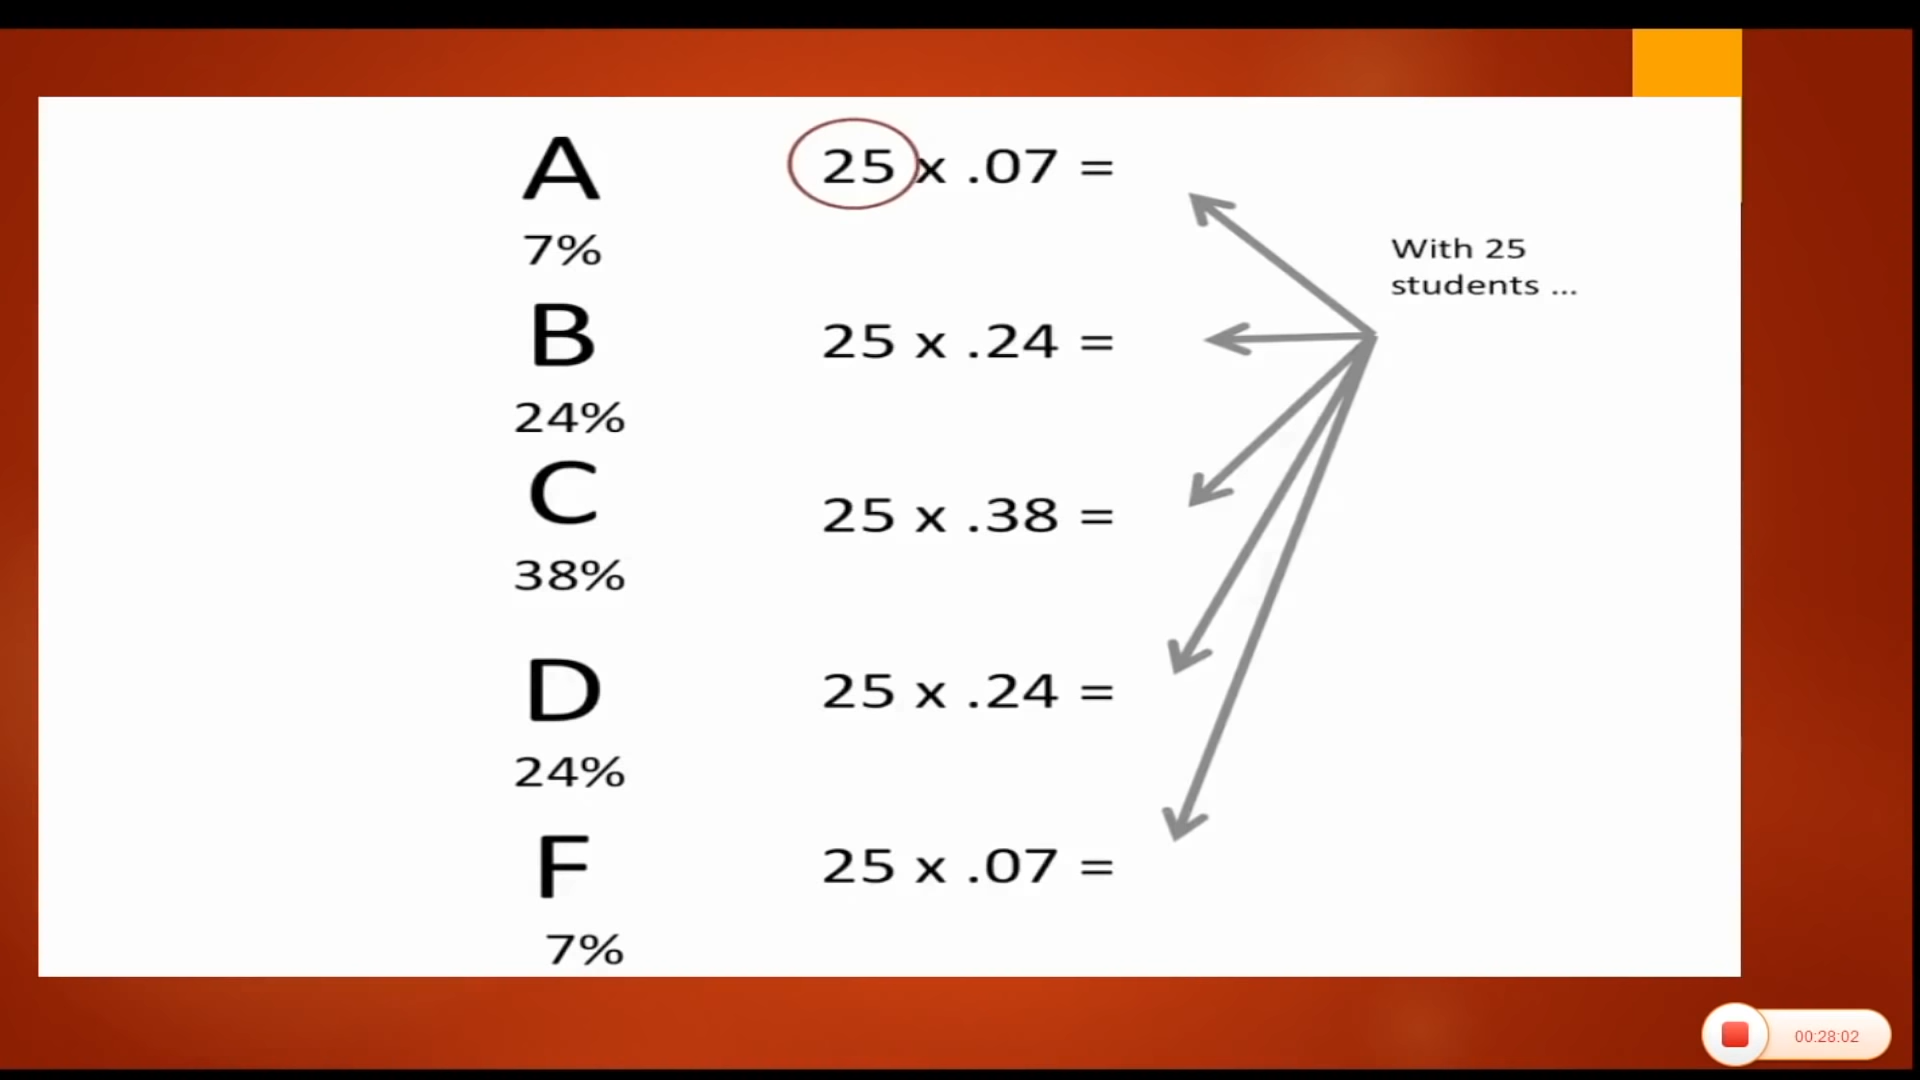 A
25 x .07 =
7%
With 25
students ...
B
25 x .24 =
24%
C
25 x .38 =
38%
D
25 x .24 =
24%
F
25 x .07 =
7%
00:28:02